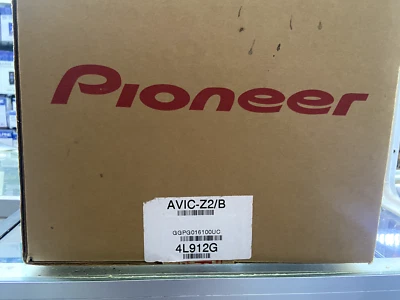 Pioneer
AVIC-Z2/B
GGPG016100UC
4L912G